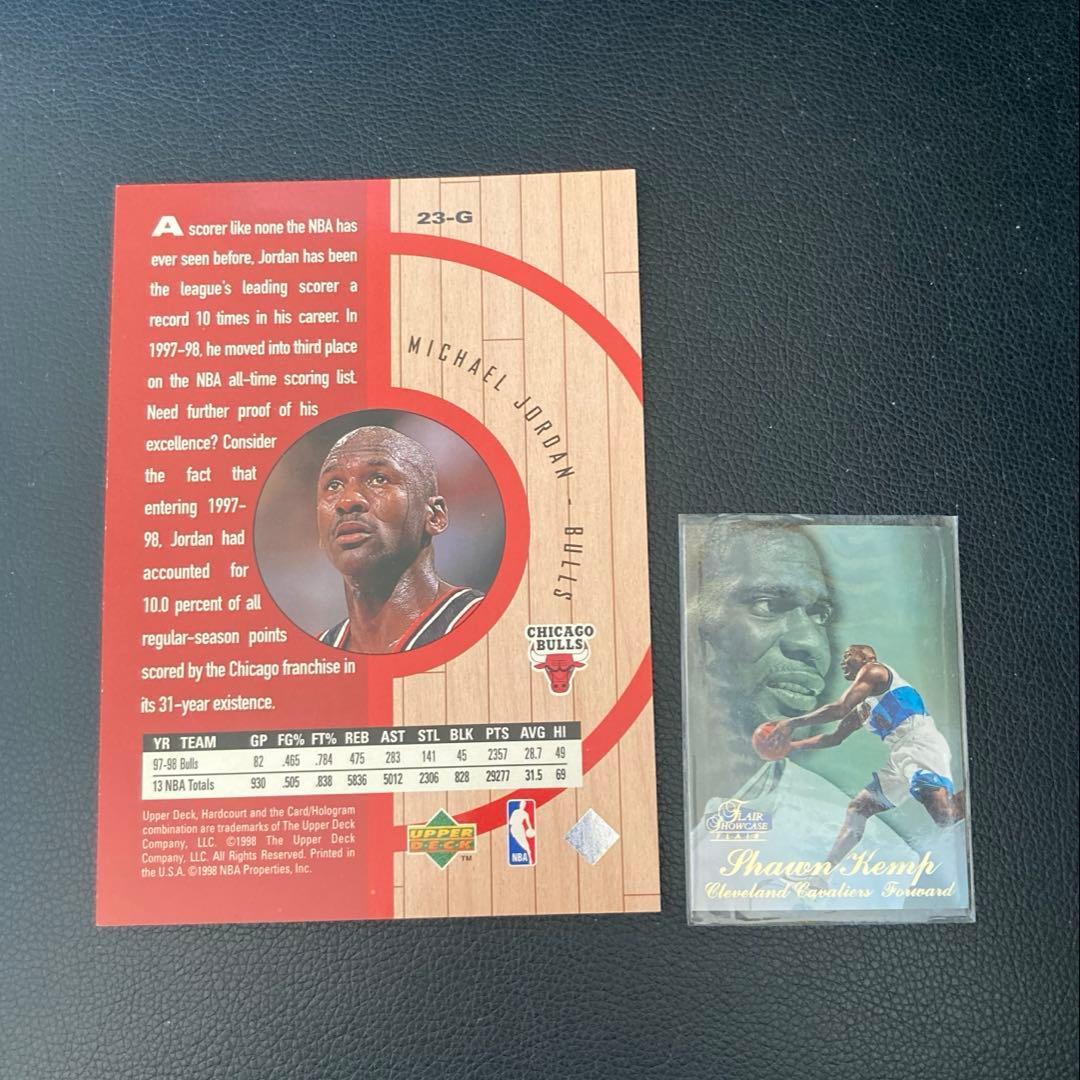 A scorer like none the NBA has
ever seen before, Jordan has been
the league's leading scorer a
record 10 times in his career. In
1997–98, he moved into third place
on the NBA all–time scoring list.
Need further proof of his
excellence? Consider
the fact that
entering 1997–
98, Jordan had
accounted for
10.0 percent of all
regular–season points
scored by the Chicago franchise in
its 31–year existence.
23-G
MICHAEL JORDAN - BULLS
CHICAGO
BULLS
YR TEAM GP FG% FT% REB AST STL BLK PTS AVG HI
97-98 Bulls 82 .465 .784 475 283 141 45 2357 28.7 49
13 NBA Totals 930 .505 .838 5836 5012 2306 828 29277 31.5 69
Upper Deck, Hardcourt and the Card/Hologram
combination are trademarks of The Upper Deck
Company, LLC. ©1998 The Upper Deck
Company, LLC. All Rights Reserved. Printed in
the U.S.A. ©1998 NBA Properties, Inc.
UPPER
DECK
TM
NBA
FLAIR
SHOWCASE
FLAIR
Shawn Kemp
Cleveland Cavaliers Forward